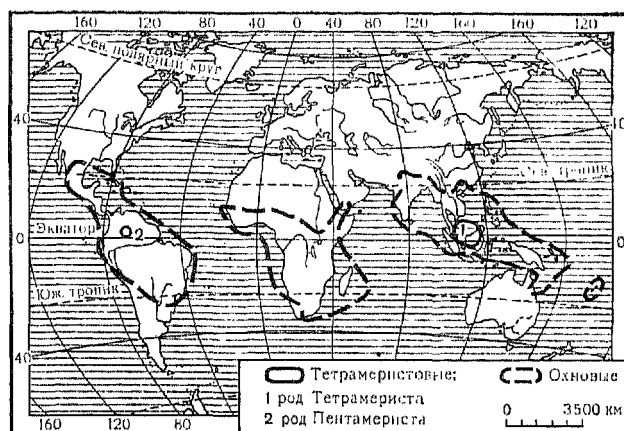 160 120 80 40 0 40 80 120 160 160 120
Сев. полярный круг
40
Сев. тропик
Экватор
0
2
1
0
Юж. тропик
40
160 120 80
Тетрамеристовые;
Охновые
1 род Тетрамериста
2 род Пентамериста
0 3500 км